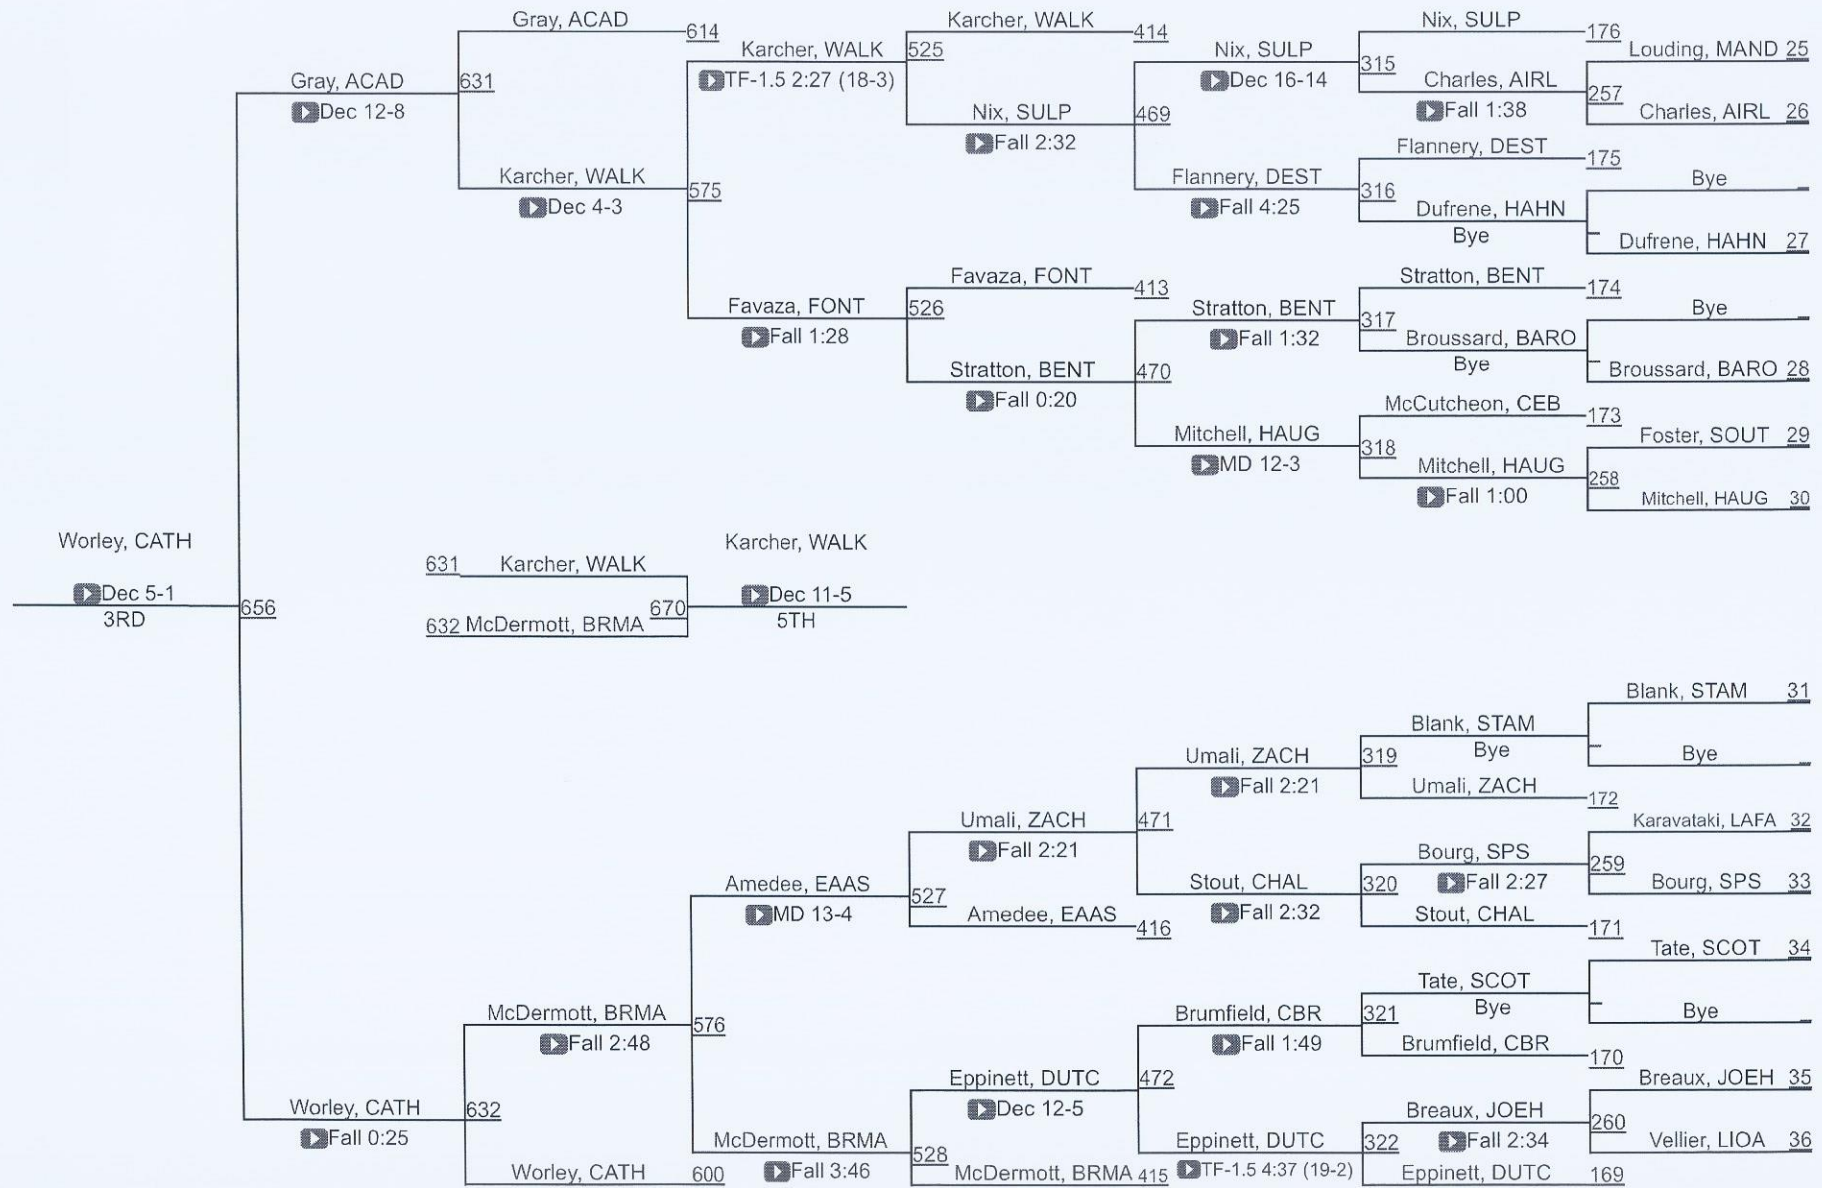 Gray, ACAD
614
Karcher, WALK
414
Nix, SULP
176
Karcher, WALK
TF-1.5 2:27 (18-3)
525
Nix, SULP
Dec 16-14
315
Louding, MAND 25
Gray, ACAD
Dec 12-8
631
Charles, AIRL
Fall 1:38
257
Charles, AIRL 26
Nix, SULP
Fall 2:32
469
Flannery, DEST
175
Karcher, WALK
Dec 4-3
575
Flannery, DEST
Fall 4:25
316
Bye
Dufrene, HAHN
Bye
Dufrene, HAHN 27
Favaza, FONT
413
Stratton, BENT
174
Favaza, FONT
Fall 1:28
526
Stratton, BENT
Fall 1:32
317
Bye
Broussard, BARO
Bye
Broussard, BARO 28
Stratton, BENT
Fall 0:20
470
McCutcheon, CEB
173
Mitchell, HAUG
MD 12-3
318
Foster, SOUT 29
Mitchell, HAUG
Fall 1:00
258
Mitchell, HAUG 30
Worley, CATH
Dec 5-1
3RD
656
631 Karcher, WALK
632 McDermott, BRMA
670
Karcher, WALK
Dec 11-5
5TH
Blank, STAM 31
Blank, STAM
Bye
Bye
Umali, ZACH
Fall 2:21
319
Umali, ZACH
172
Umali, ZACH
Fall 2:21
471
Karavataki, LAFA 32
Bourg, SPS
Fall 2:27
259
Bourg, SPS 33
Amedee, EAAS
MD 13-4
527
Stout, CHAL
Fall 2:32
320
Amedee, EAAS
416
Stout, CHAL
171
Tate, SCOT 34
Tate, SCOT
Bye
Bye
McDermott, BRMA
Fall 2:48
576
Brumfield, CBR
Fall 1:49
321
Brumfield, CBR
170
Eppinett, DUTC
Dec 12-5
472
Breaux, JOEH 35
Worley, CATH
Fall 0:25
632
Breaux, JOEH
Fall 2:34
260
Vellier, LIOA 36
McDermott, BRMA
Fall 3:46
528
Eppinett, DUTC
TF-1.5 4:37 (19-2)
322
Worley, CATH
600
McDermott, BRMA 415
Eppinett, DUTC
169